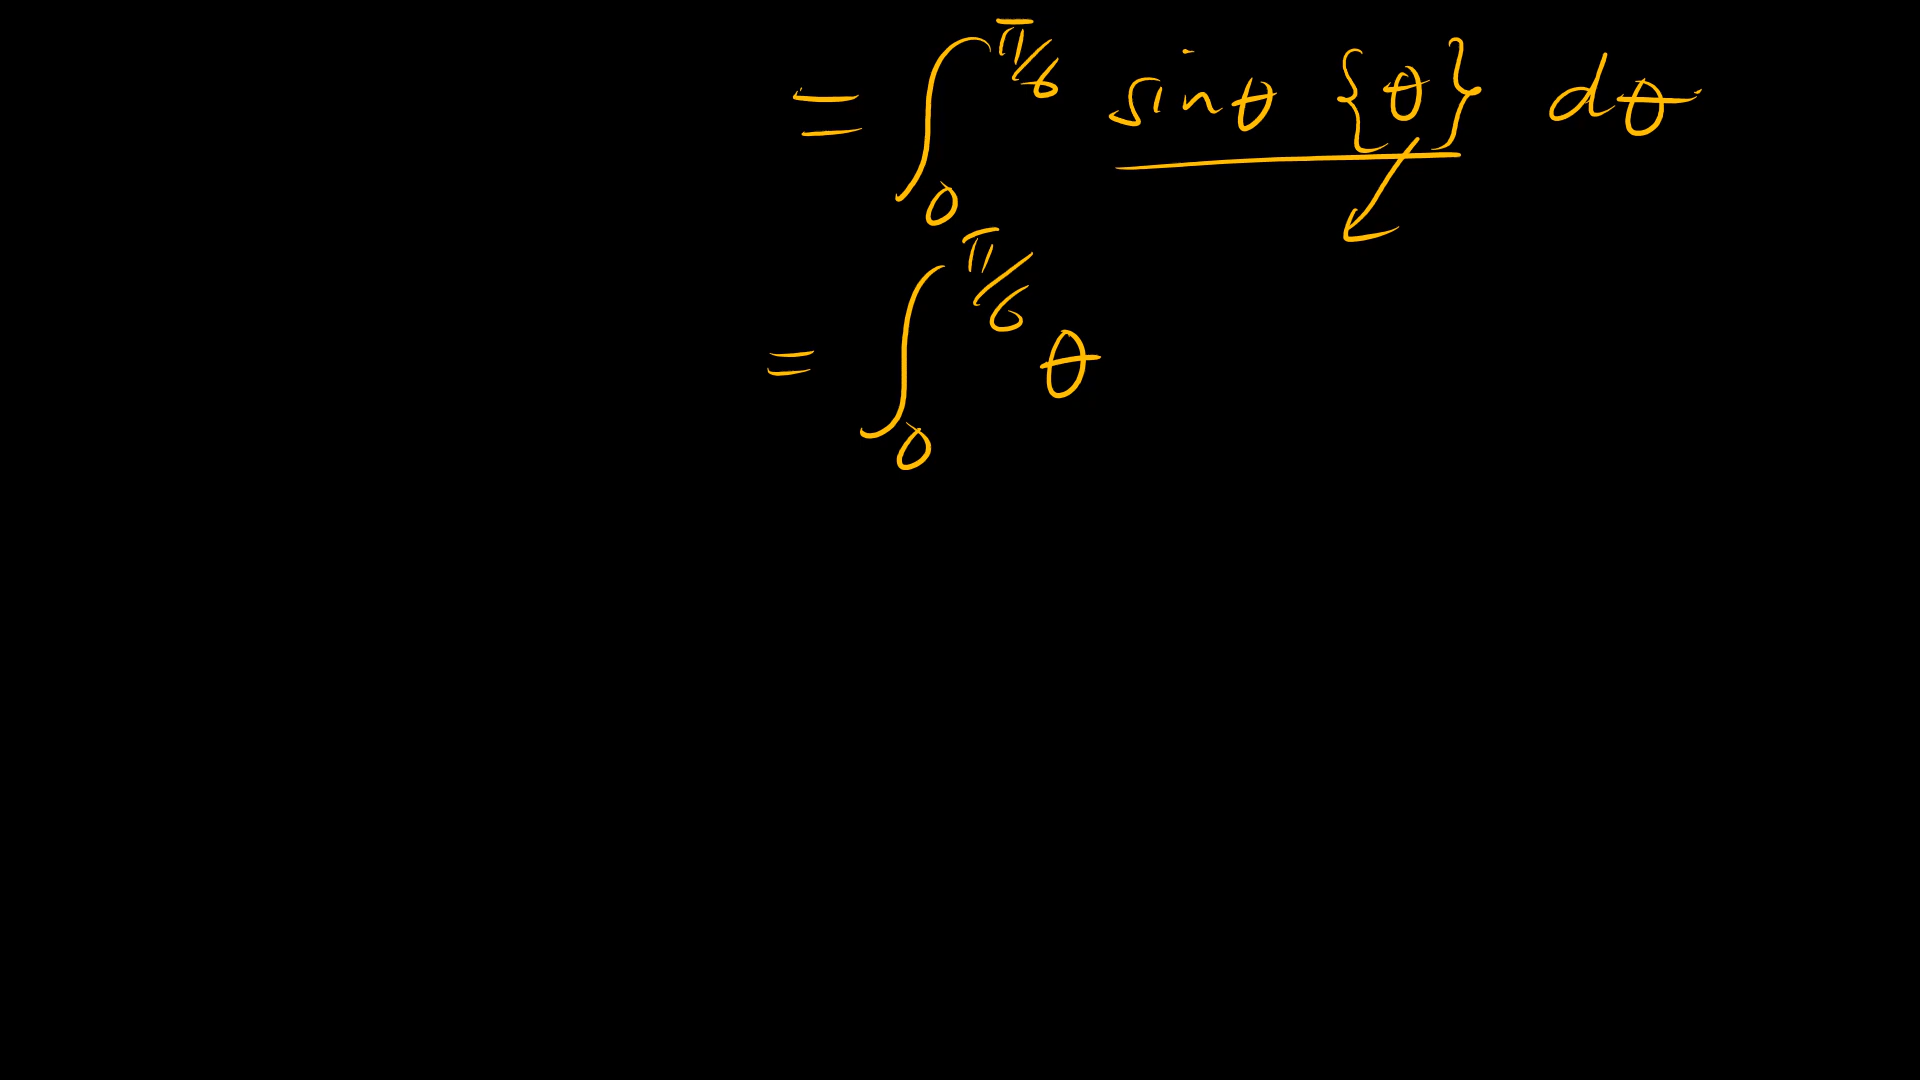 = ∫₀^{π/6} sinθ {θ} dθ
= ∫₀^{π/6} θ